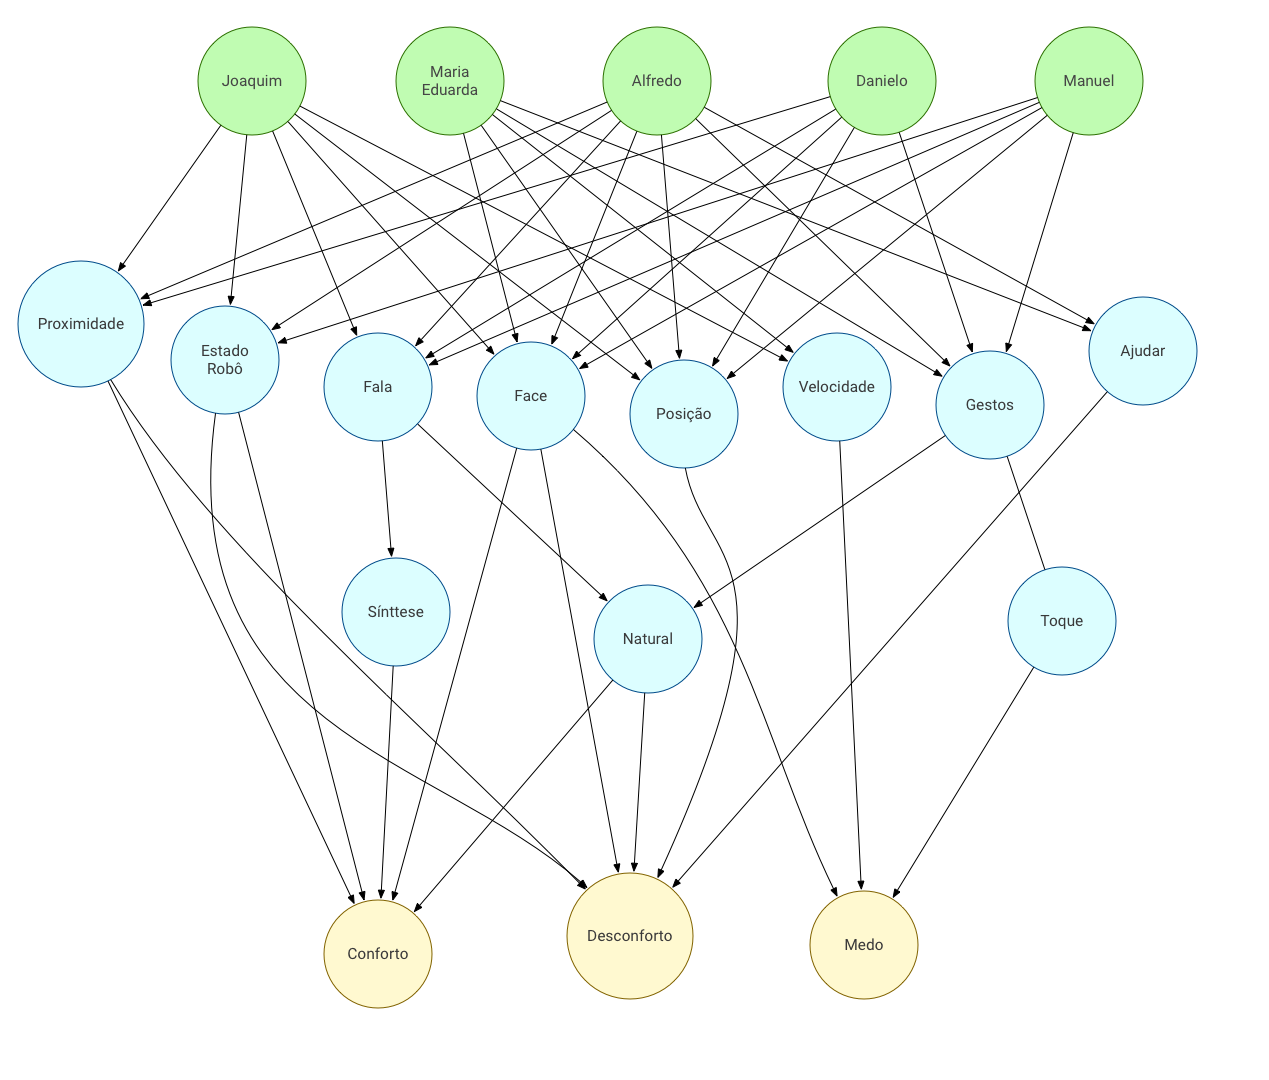 Joaquim
Maria
Eduarda
Alfredo
Danielo
Manuel
Proximidade
Estado
Robô
Fala
Face
Posição
Velocidade
Gestos
Ajudar
Sínttese
Natural
Toque
Conforto
Desconforto
Medo